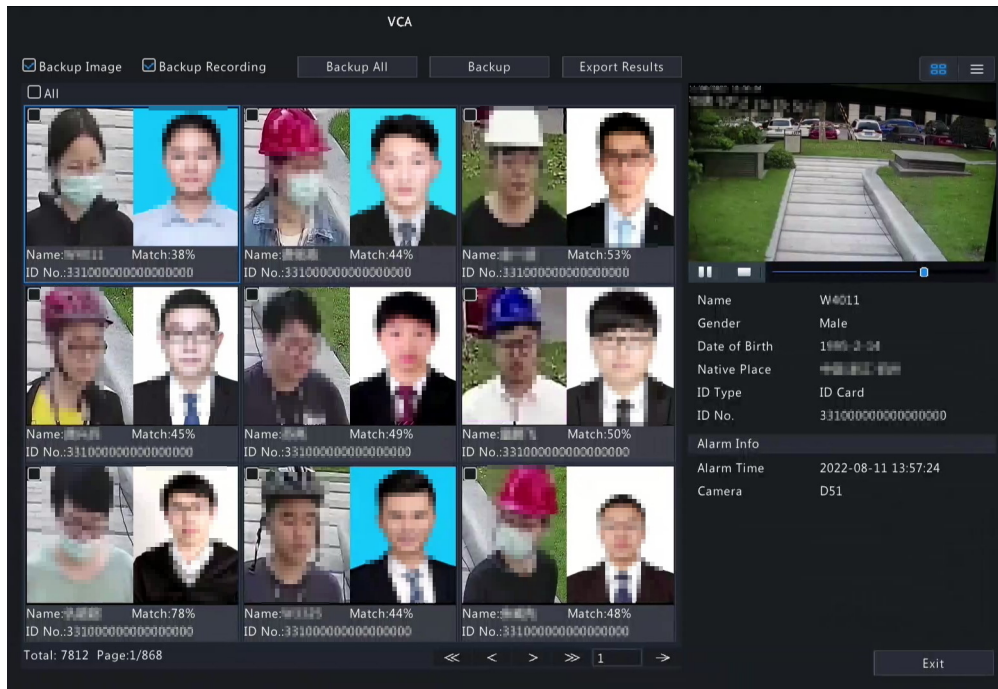 VCA
Backup Image Backup Recording Backup All Backup Export Results
All
Name: Match:38%
ID No.:331000000000000000
Name: Match:44%
ID No.:331000000000000000
Name: Match:53%
ID No.:331000000000000000
Name: Match:45%
ID No.:331000000000000000
Name: Match:49%
ID No.:331000000000000000
Name: Match:50%
ID No.:331000000000000000
Name: Match:78%
ID No.:331000000000000000
Name: Match:44%
ID No.:331000000000000000
Name: Match:48%
ID No.:331000000000000000
Total: 7812 Page:1/868
1
Name W4011
Gender Male
Date of Birth
Native Place
ID Type ID Card
ID No. 331000000000000000
Alarm Info
Alarm Time 2022-08-11 13:57:24
Camera D51
Exit